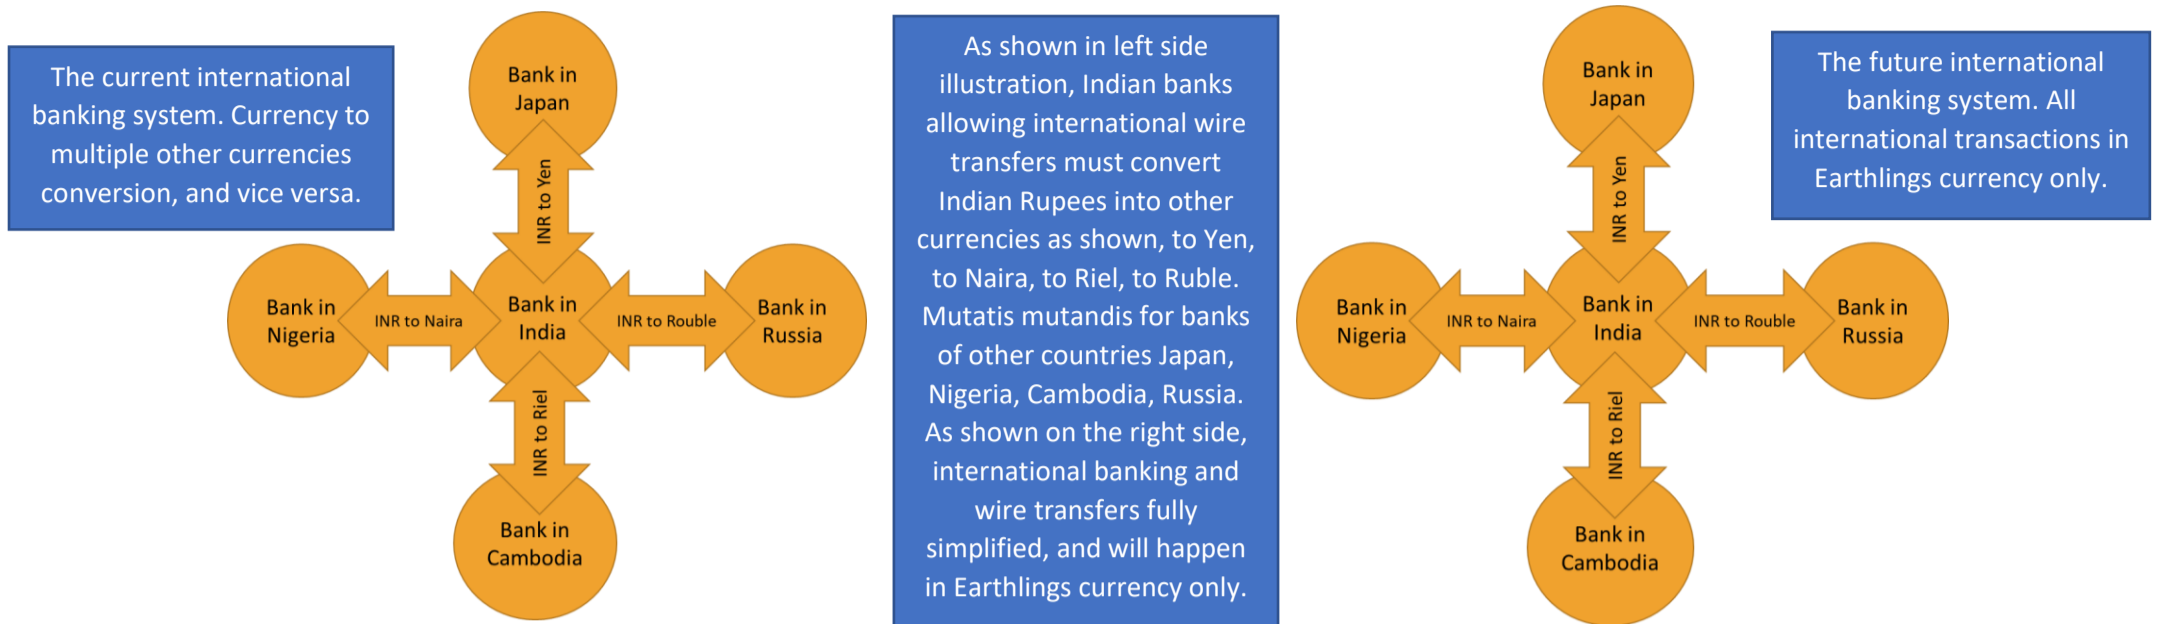 The current international
banking system. Currency to
multiple other currencies
conversion, and vice versa.
Bank in
Japan
INR to Yen
Bank in
Nigeria
INR to Naira
Bank in
India
INR to Rouble
Bank in
Russia
INR to Riel
Bank in
Cambodia
As shown in left side
illustration, Indian banks
allowing international wire
transfers must convert
Indian Rupees into other
currencies as shown, to Yen,
to Naira, to Riel, to Ruble.
Mutatis mutandis for banks
of other countries Japan,
Nigeria, Cambodia, Russia.
As shown on the right side,
international banking and
wire transfers fully
simplified, and will happen
in Earthlings currency only.
Bank in
Japan
INR to Yen
Bank in
Nigeria
INR to Naira
Bank in
India
INR to Rouble
Bank in
Russia
INR to Riel
Bank in
Cambodia
The future international
banking system. All
international transactions in
Earthlings currency only.